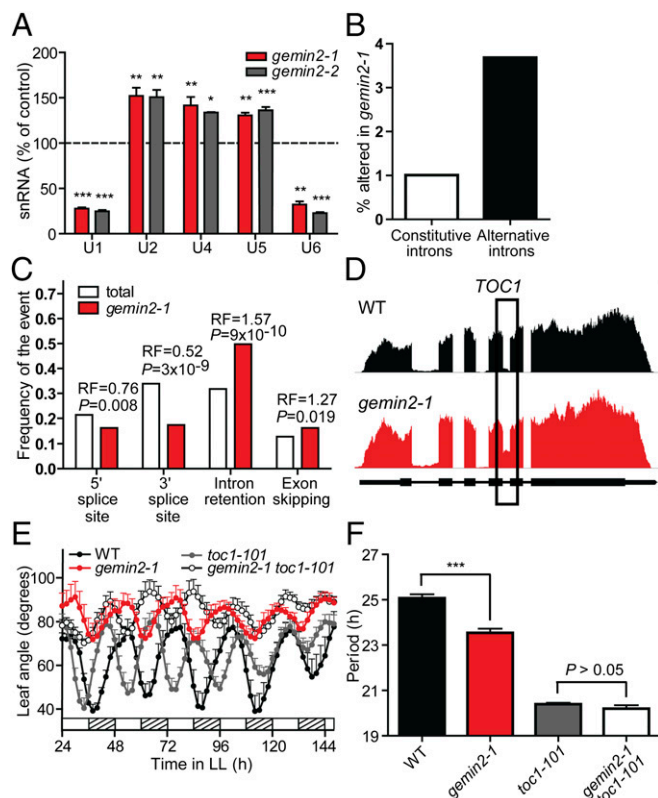 A
snRNA (% of control)
200
150
100
50
0
gemin2-1
gemin2-2
*** ***
** **
** *
** ***
** ***
U1 U2 U4 U5 U6
B
% altered in gemin2-1
4
3
2
1
0
Constitutive introns
Alternative introns
C
Frequency of the event
0.7
0.6
0.5
0.4
0.3
0.2
0.1
0.0
total
gemin2-1
RF=0.76
P=0.008
RF=0.52
P=3x10-9
RF=1.57
P=9x10-10
RF=1.27
P=0.019
5' splice site
3' splice site
Intron retention
Exon skipping
D
TOC1
WT
gemin2-1
E
WT
gemin2-1
toc1-101
gemin2-1 toc1-101
Leaf angle (degrees)
100
80
60
40
24 48 72 96 120 144
Time in LL (h)
F
Period (h)
27
25
23
21
19
***
P > 0.05
WT
gemin2-1
toc1-101
gemin2-1
toc1-101